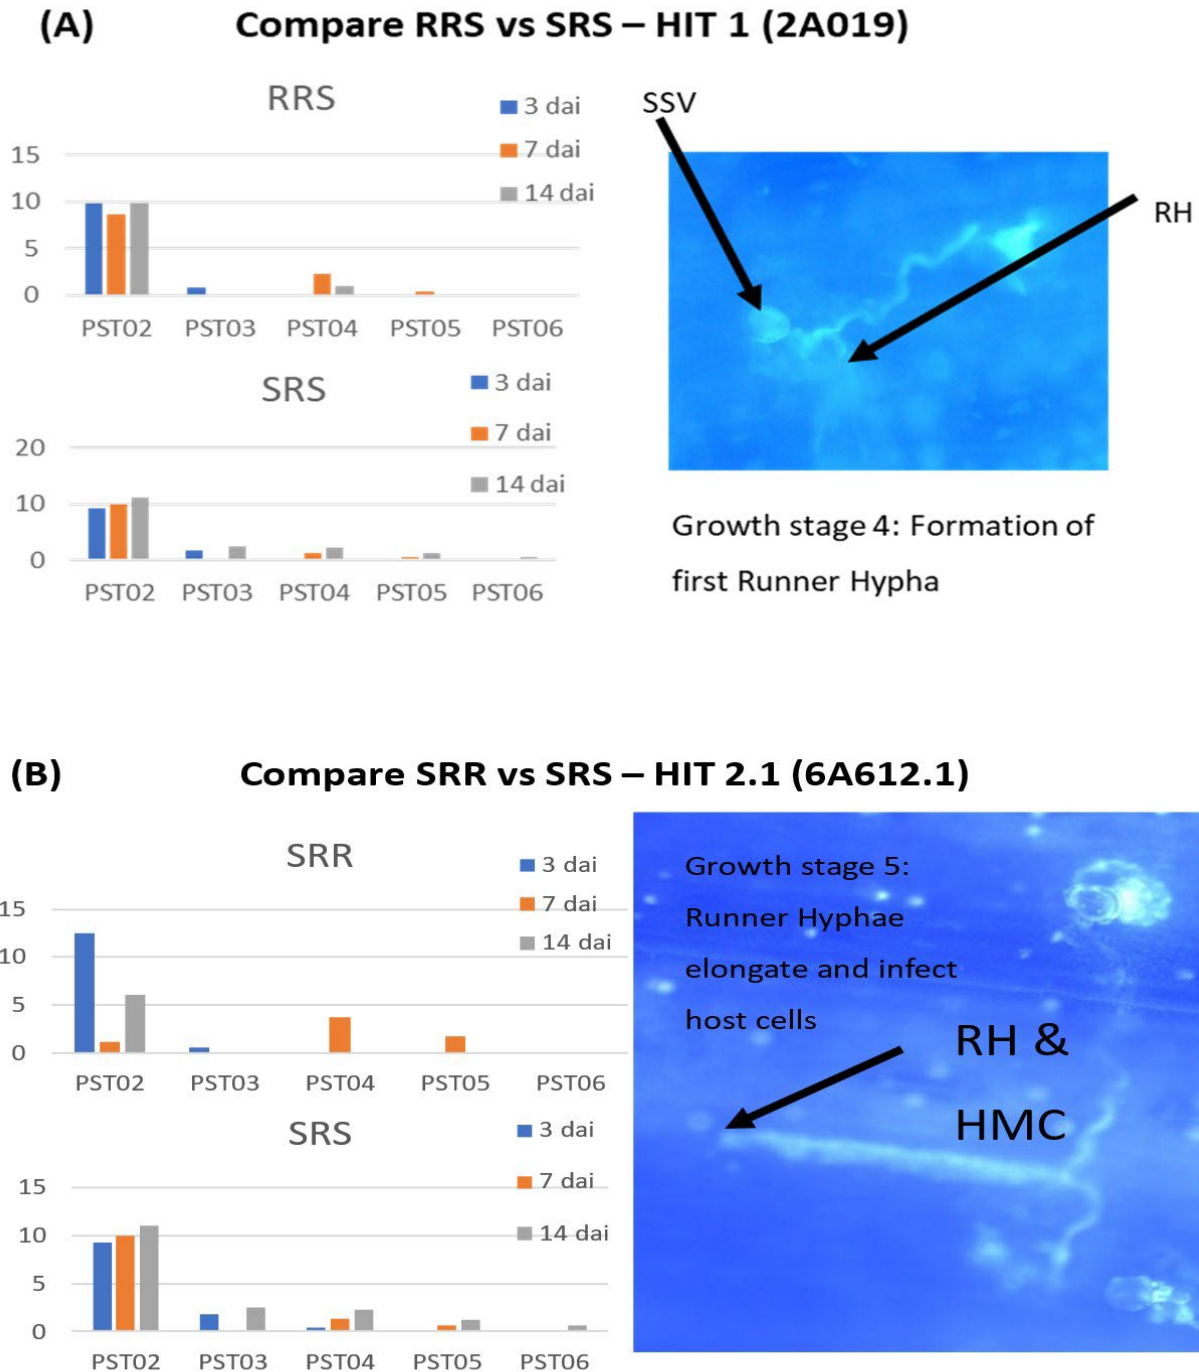 (A) Compare RRS vs SRS – HIT 1 (2A019)
RRS
3 dai
7 dai
14 dai
15
10
5
0
PST02 PST03 PST04 PST05 PST06
SSV
RH
SRS
3 dai
7 dai
14 dai
20
10
0
PST02 PST03 PST04 PST05 PST06
Growth stage 4: Formation of
first Runner Hypha
(B) Compare SRR vs SRS – HIT 2.1 (6A612.1)
SRR
3 dai
7 dai
14 dai
15
10
5
0
PST02 PST03 PST04 PST05 PST06
Growth stage 5:
Runner Hyphae
elongate and infect
host cells
RH &
HMC
SRS
3 dai
7 dai
14 dai
15
10
5
0
PST02 PST03 PST04 PST05 PST06